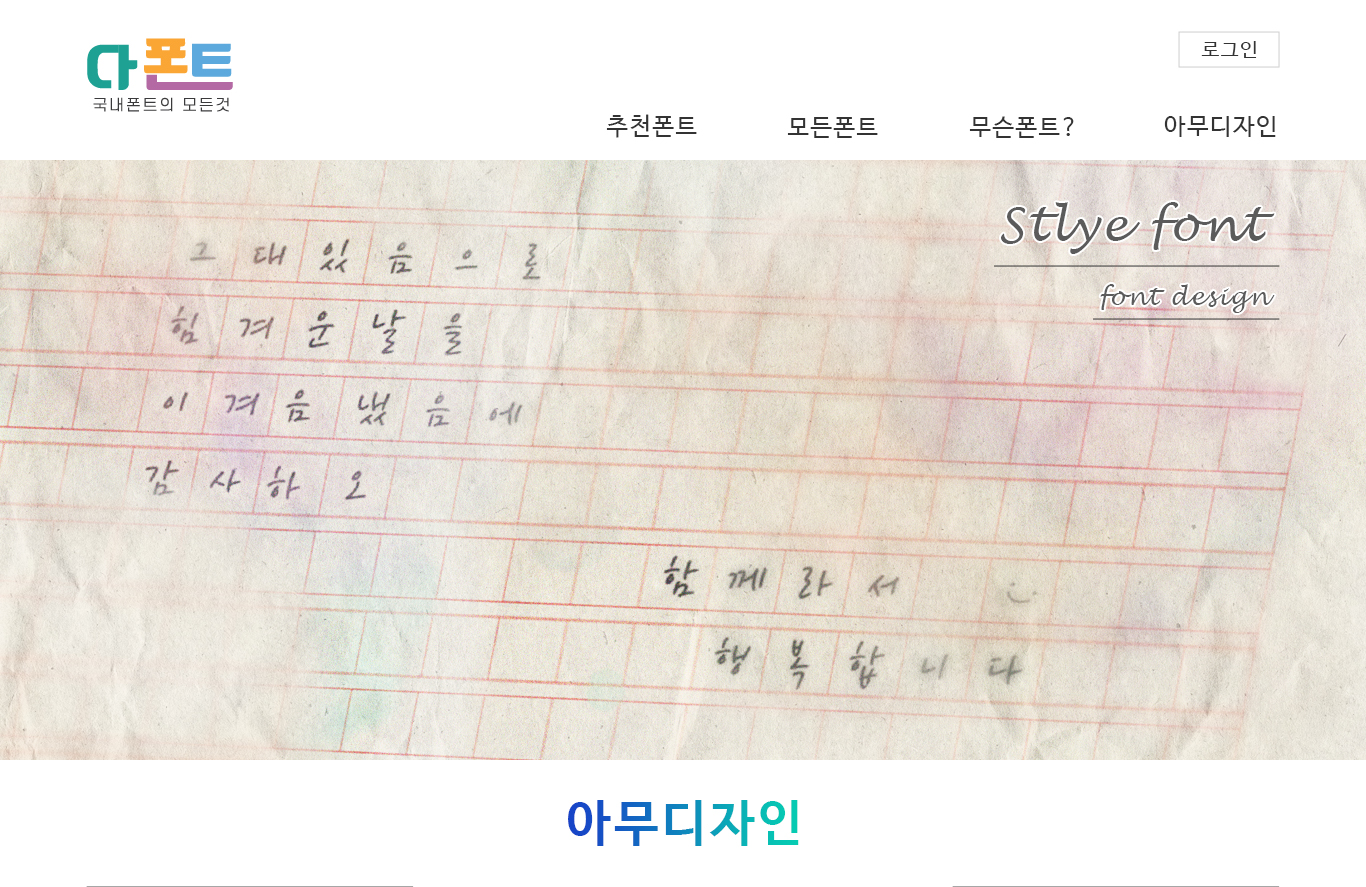 다폰트
국내폰트의 모든것
로그인
추천폰트 모든폰트 무슨폰트? 아무디자인
Stlye font
font design
그대있음으로
힘겨운날을
이겨음냈음에
감사하오
함께라서
행복합니다
아무디자인